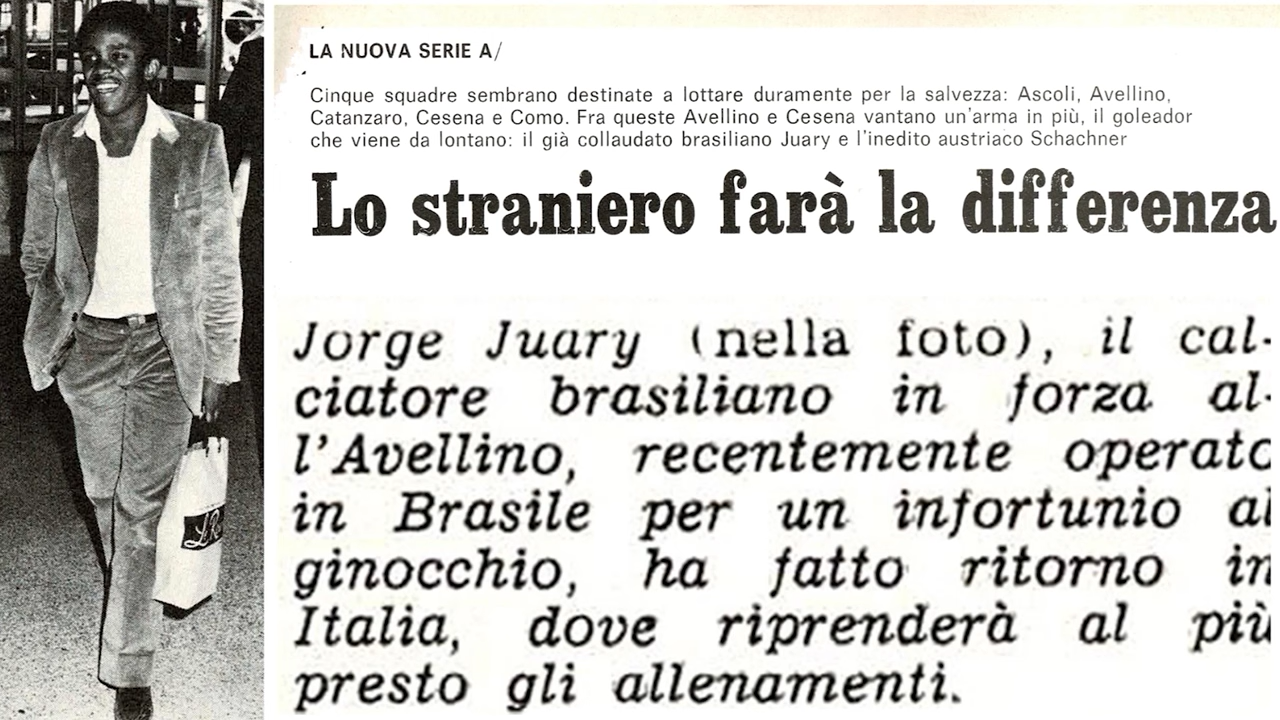 LA NUOVA SERIE A/
Cinque squadre sembrano destinate a lottare duramente per la salvezza: Ascoli, Avellino,
Catanzaro, Cesena e Como. Fra queste Avellino e Cesena vantano un'arma in più, il goleador
che viene da lontano: il già collaudato brasiliano Juary e l'inedito austriaco Schachner
Lo straniero farà la differenza
Jorge Juary (nella foto), il cal-
ciatore brasiliano in forza al-
l'Avellino, recentemente operato
in Brasile per un infortunio al
ginocchio, ha fatto ritorno in
Italia, dove riprenderà al più
presto gli allenamenti.